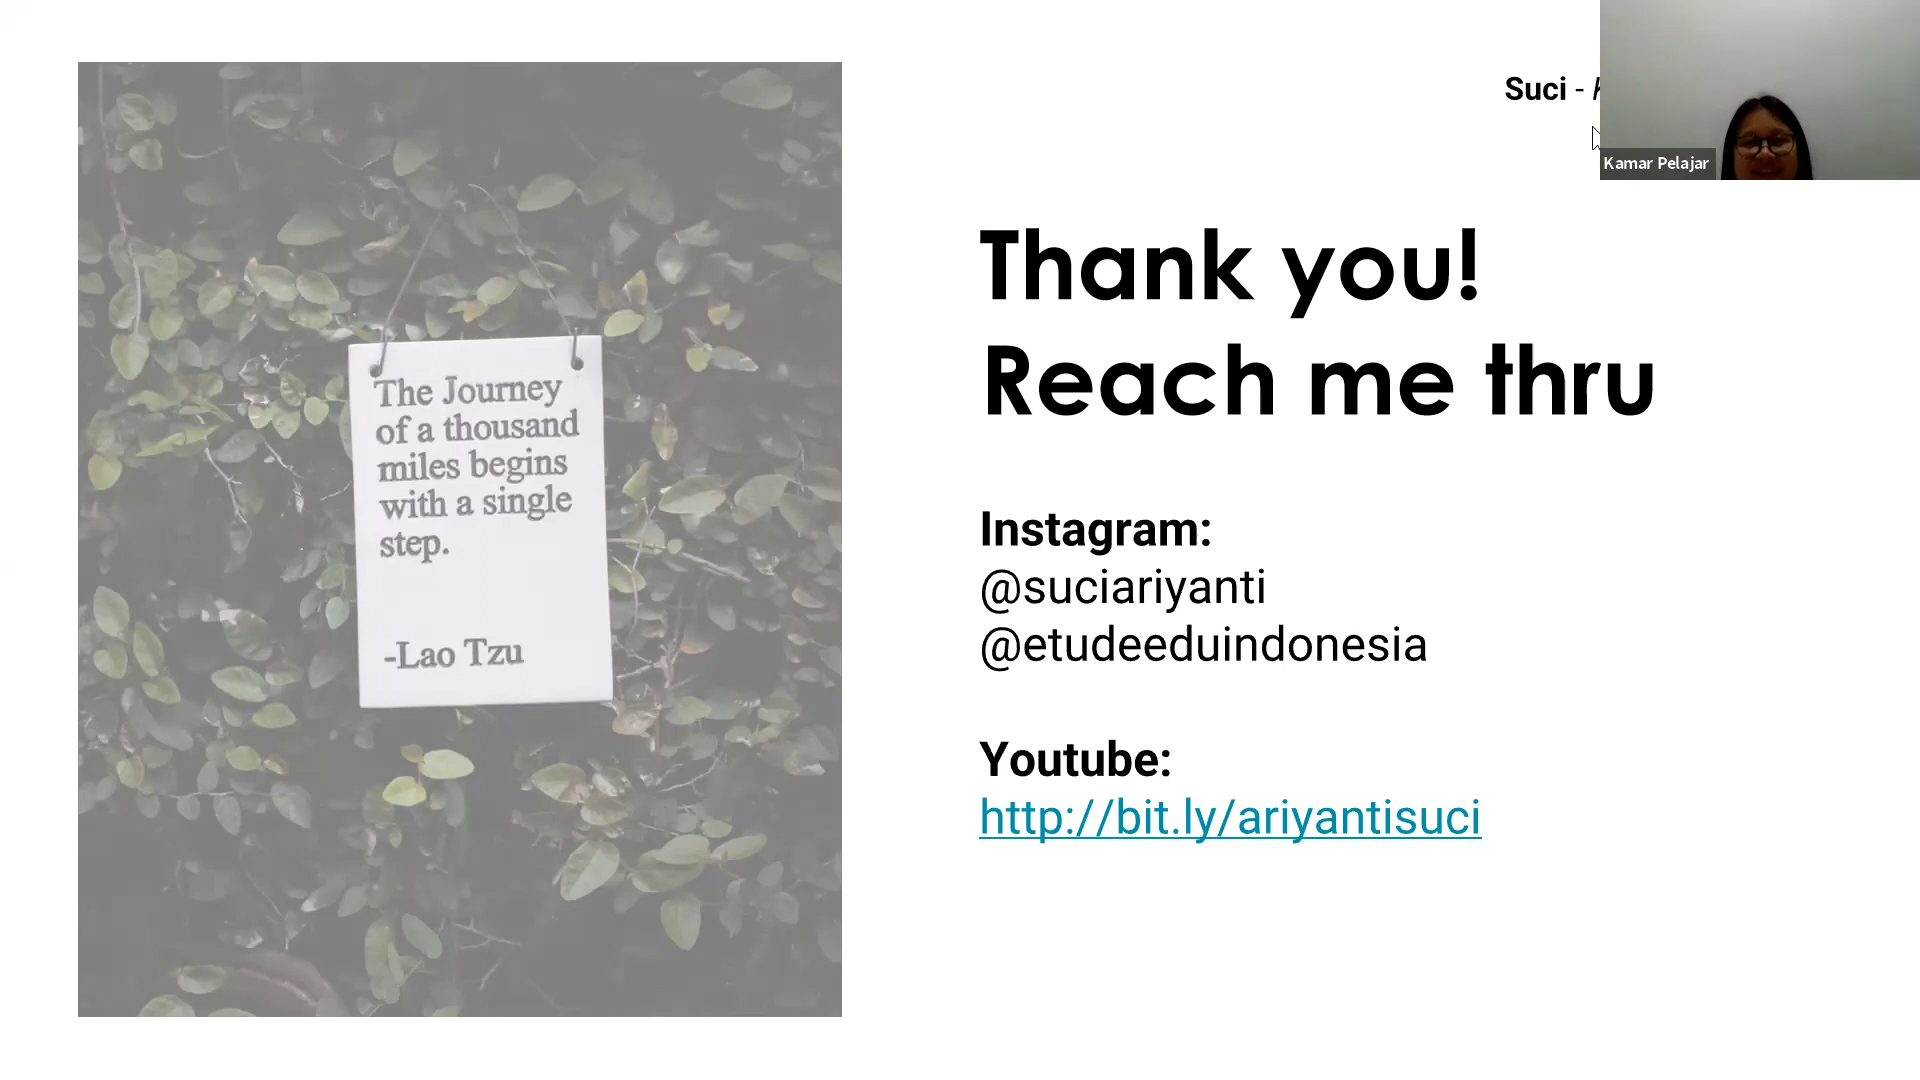 Suci -
Kamar Pelajar
Thank you!
Reach me thru
The Journey
of a thousand
miles begins
with a single
step.
-Lao Tzu
Instagram:
@suciariyanti
@etudeeduindonesia
Youtube:
http://bit.ly/ariyantisuci